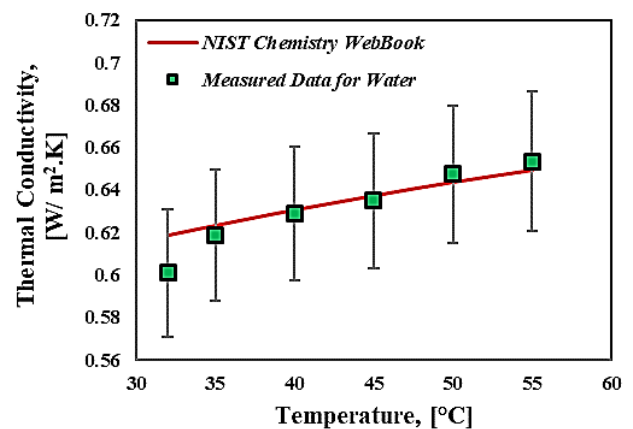 0.72
0.7
0.68
0.66
0.64
0.62
0.6
0.58
0.56
Thermal Conductivity,
[W/ m².K]
NIST Chemistry WebBook
Measured Data for Water
30 35 40 45 50 55 60
Temperature, [°C]